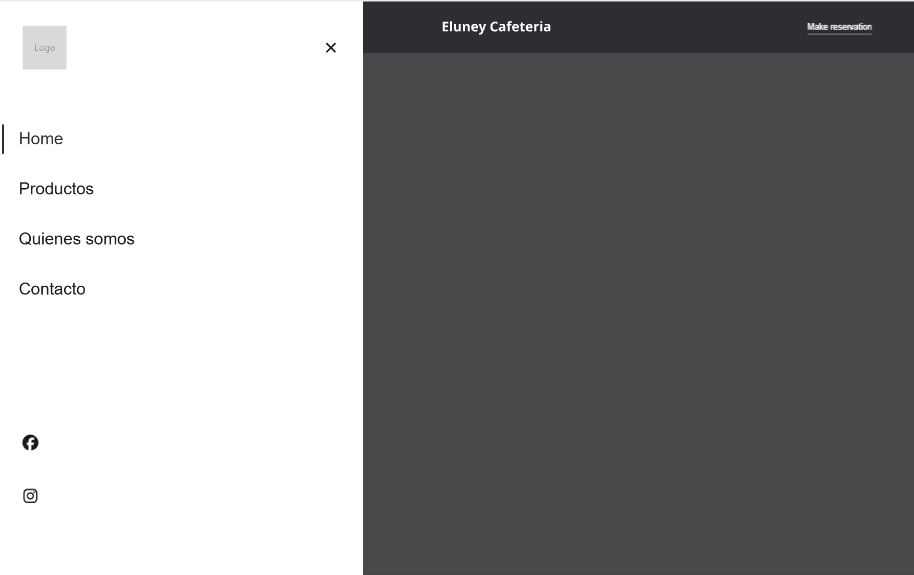 Logo
Eluney Cafeteria
Make reservation
Home
Productos
Quienes somos
Contacto